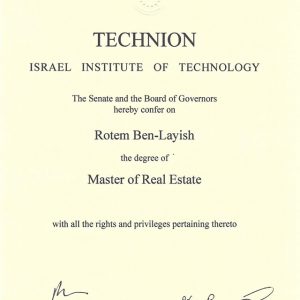 TECHNION
ISRAEL INSTITUTE OF TECHNOLOGY
The Senate and the Board of Governors
hereby confer on
Rotem Ben-Layish
the degree of
Master of Real Estate
with all the rights and privileges pertaining thereto